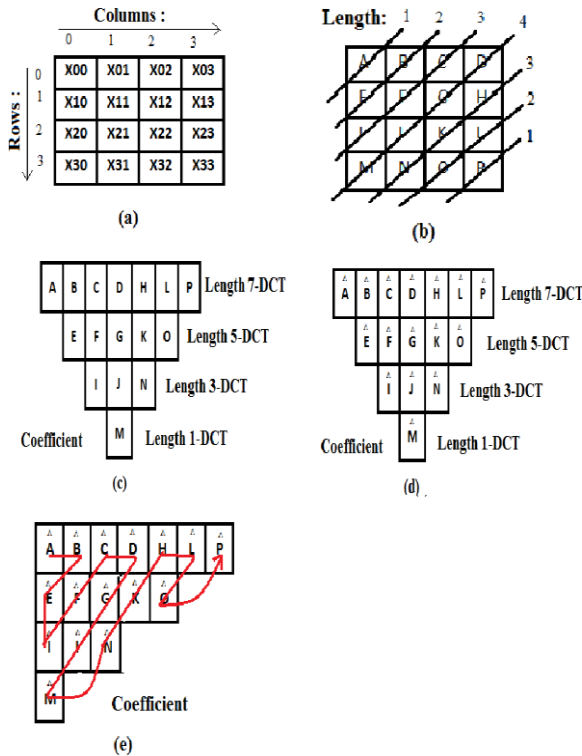 Columns :
0 1 2 3
Rows :
0 X00 X01 X02 X03
1 X10 X11 X12 X13
2 X20 X21 X22 X23
3 X30 X31 X32 X33
(a)
Length: 1 2 3 4
A B C D
3
E F G H
2
I J K L
1
M N O P
(b)
A B C D H L P Length 7-DCT
E F G K O Length 5-DCT
I J N Length 3-DCT
Coefficient M Length 1-DCT
(c)
A B C D H L P Length 7-DCT
E F G K O Length 5-DCT
I J N Length 3-DCT
Coefficient M Length 1-DCT
(d)
A B C D H L P
E F G K O
I J N
M Coefficient
(e)